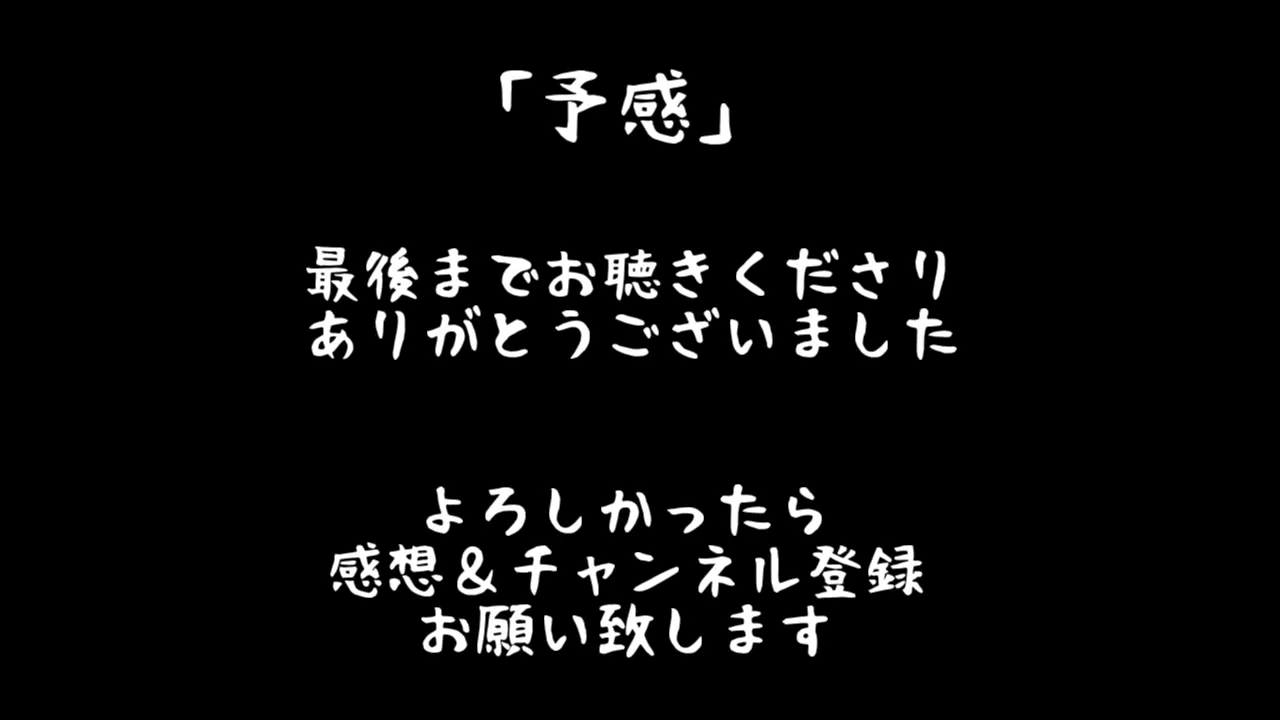 「予感」
最後までお聴きくださり
ありがとうございました
よろしかったら
感想＆チャンネル登録
お願い致します